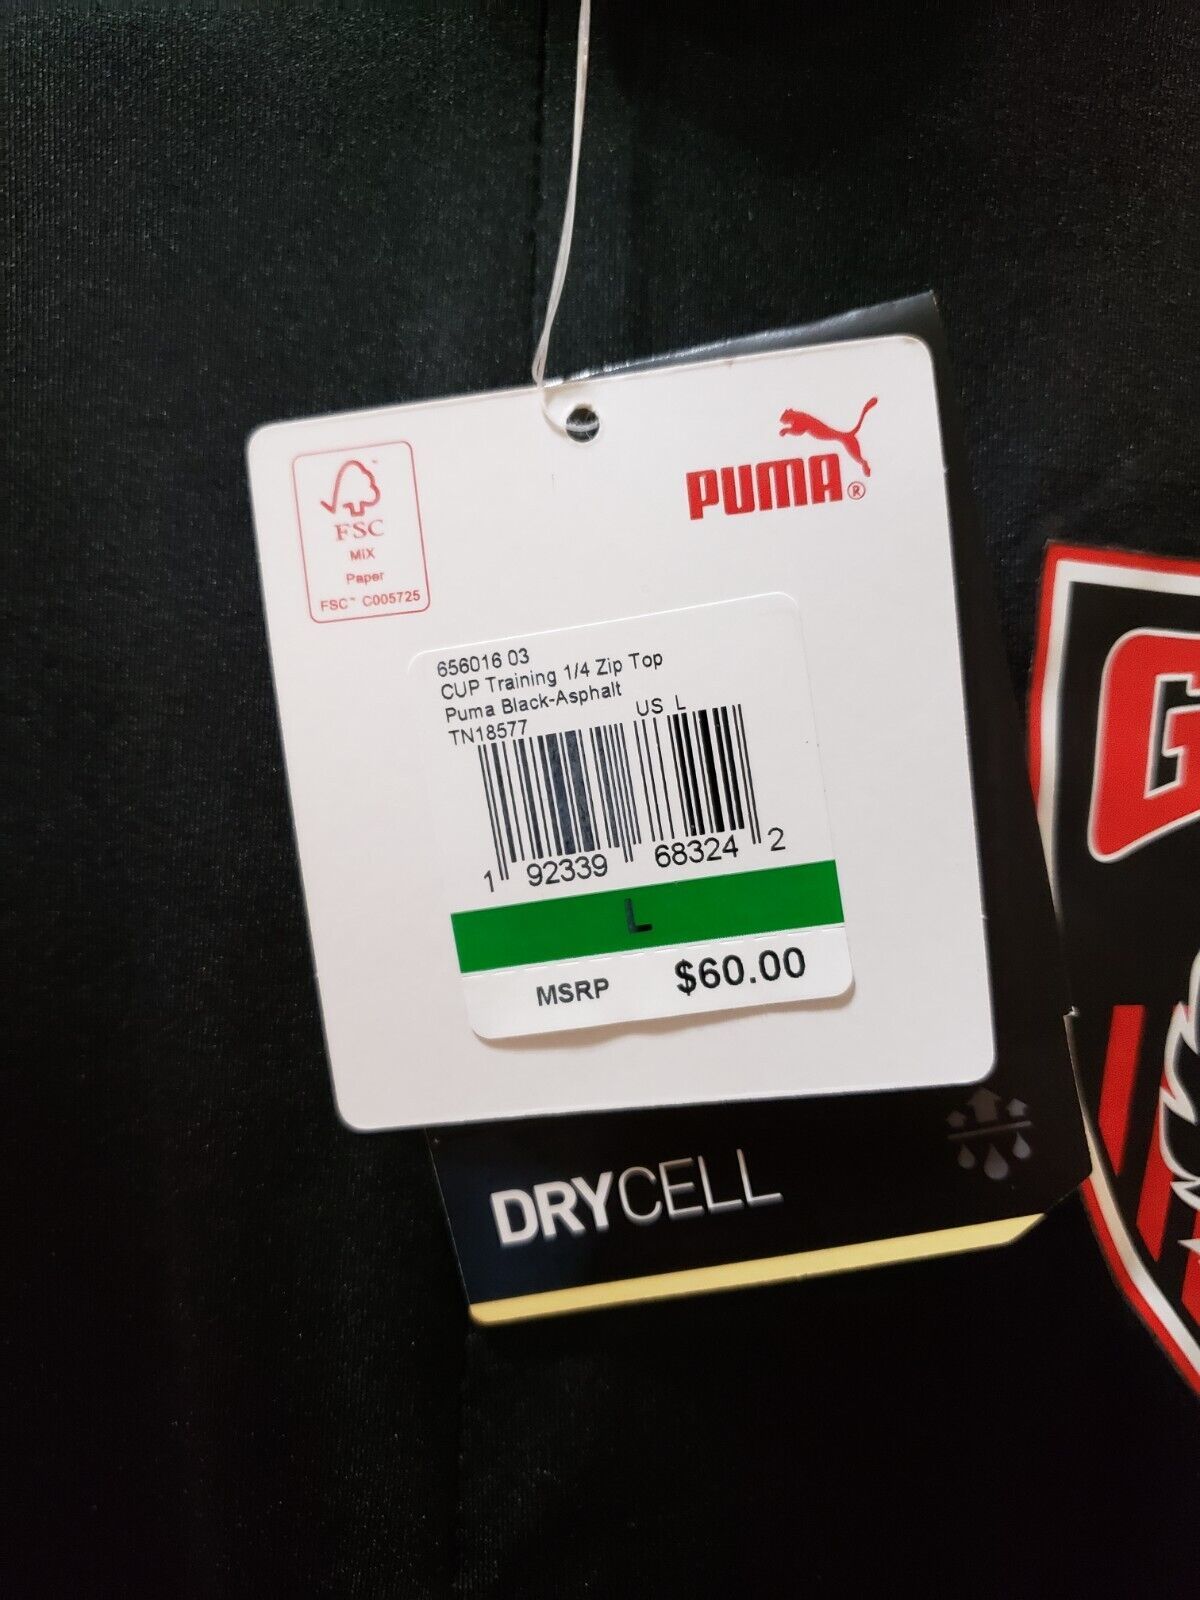 FSC
MIX
Paper
FSC™ C005725
PUMA®
656016 03
CUP Training 1/4 Zip Top
Puma Black-Asphalt
TN18577 US L
1 92339 68324 2
L
MSRP $60.00
DRYCELL
G